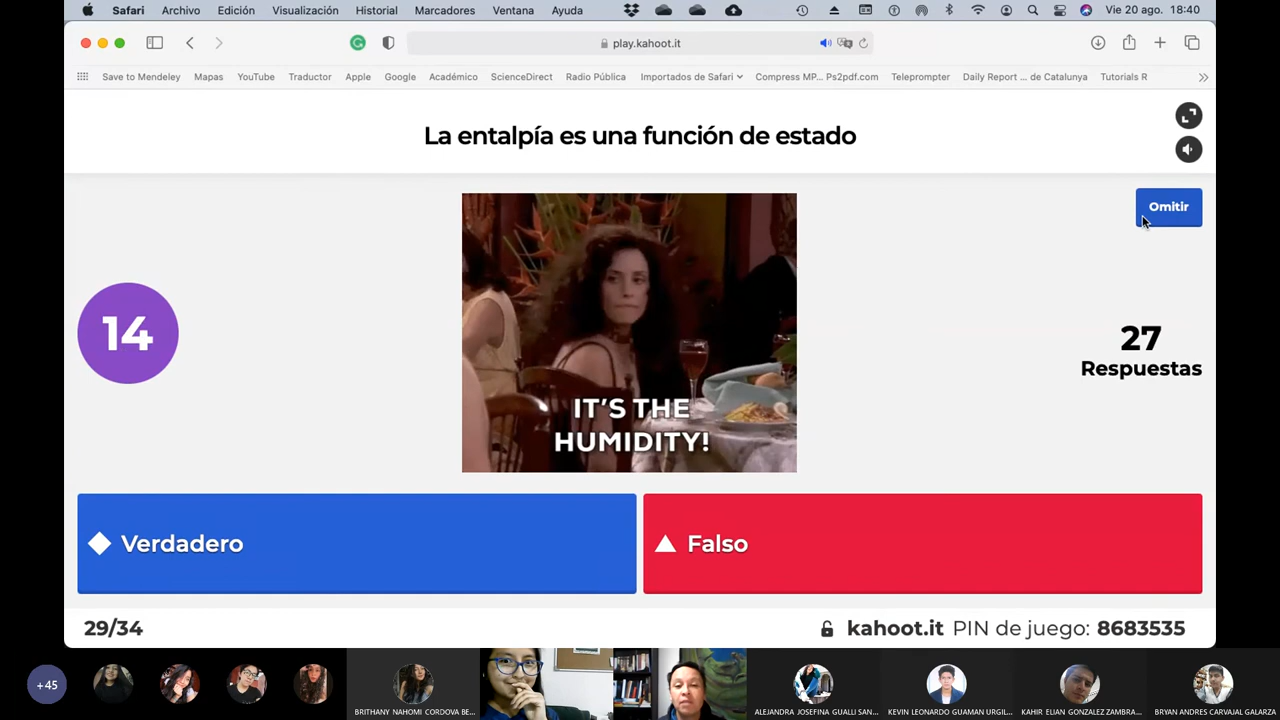 Safari Archivo Edición Visualización Historial Marcadores Ventana Ayuda Vie 20 ago. 18:40
play.kahoot.it
Save to Mendeley Mapas YouTube Traductor Apple Google Académico ScienceDirect Radio Pública Importados de Safari Compress MP... Ps2pdf.com Teleprompter Daily Report ... de Catalunya Tutorials R
La entalpía es una función de estado
Omitir
14
27
Respuestas
IT'S THE
HUMIDITY!
Verdadero
Falso
29/34
kahoot.it PIN de juego: 8683535
+45
BRITHANY NAHOMI CORDOVA BE...
ALEJANDRA JOSEFINA GUALLI SAN...
KEVIN LEONARDO GUAMAN URGIL...
KAHIR ELIAN GONZALEZ ZAMBRA...
BRYAN ANDRES CARVAJAL GALARZA